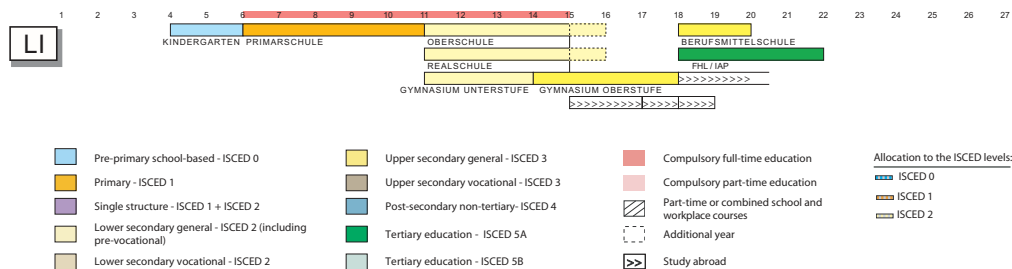 1 2 3 4 5 6 7 8 9 10 11 12 13 14 15 16 17 18 19 20 21 22 23 24 25 26 27
LI
KINDERGARTEN PRIMARSCHULE OBERSCHULE BERUFSMITTELSCHULE
REALSCHULE FHL / IAP
GYMNASIUM UNTERSTUFE GYMNASIUM OBERSTUFE
>>>>>>>>>>
>>>>>>>>>>>>>>>>>>>>
Pre-primary school-based - ISCED 0
Primary - ISCED 1
Single structure - ISCED 1 + ISCED 2
Lower secondary general - ISCED 2 (including
pre-vocational)
Lower secondary vocational - ISCED 2
Upper secondary general - ISCED 3
Upper secondary vocational - ISCED 3
Post-secondary non-tertiary- ISCED 4
Tertiary education - ISCED 5A
Tertiary education - ISCED 5B
Compulsory full-time education
Compulsory part-time education
Part-time or combined school and
workplace courses
Additional year
>> Study abroad
Allocation to the ISCED levels:
ISCED 0
ISCED 1
ISCED 2